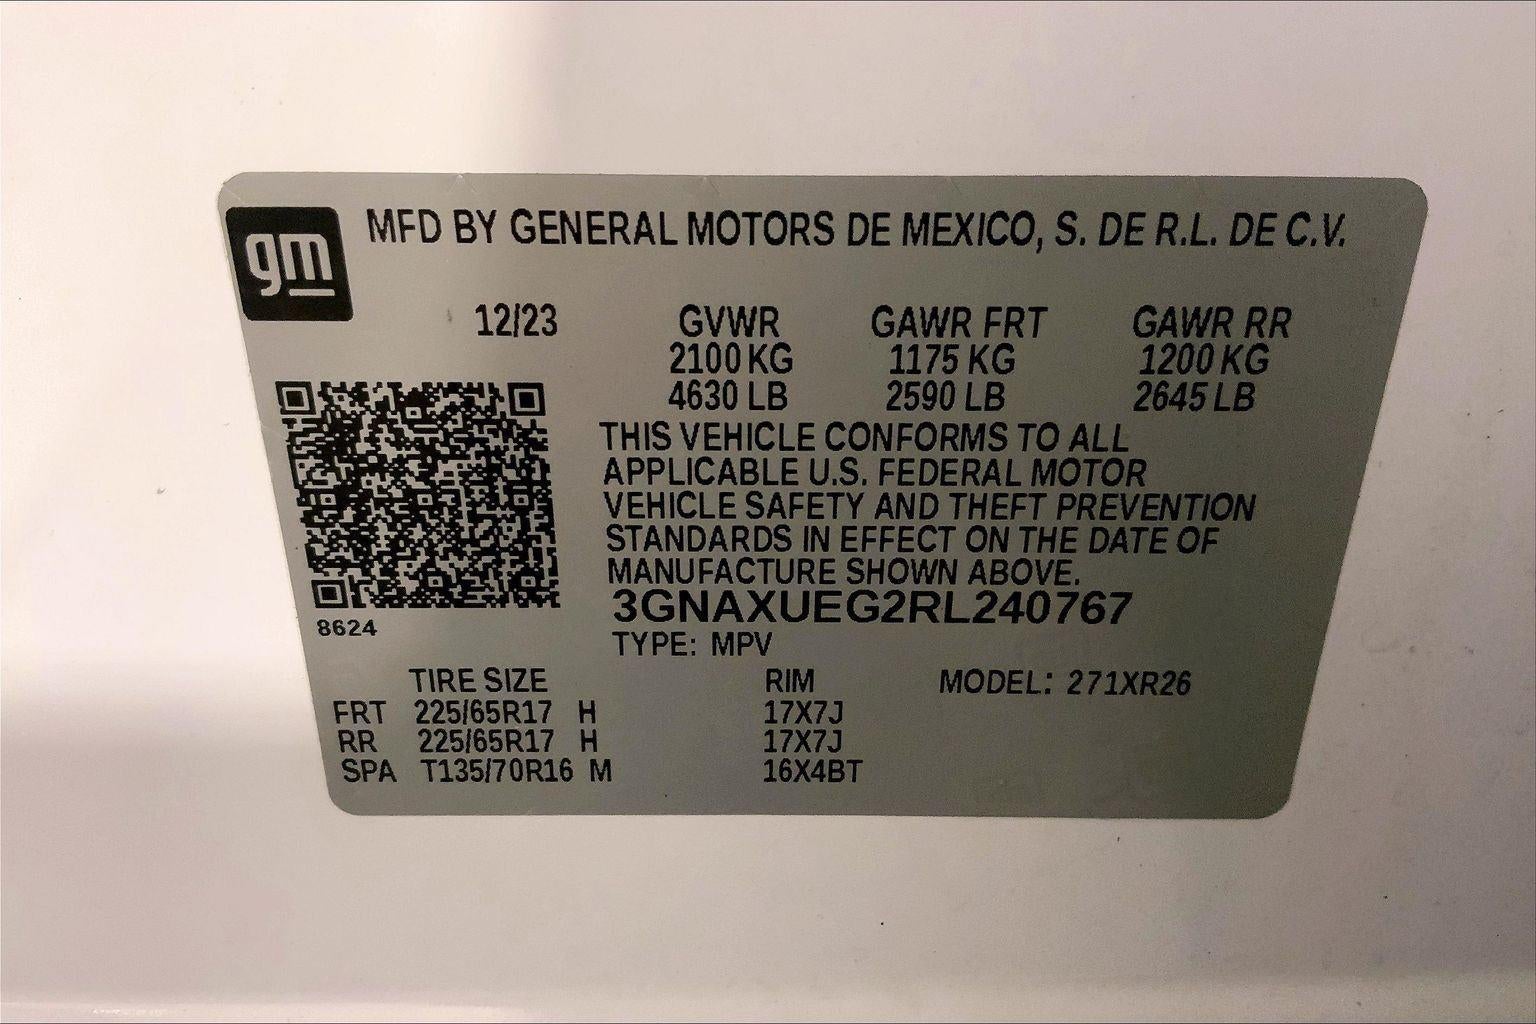 gm
MFD BY GENERAL MOTORS DE MEXICO, S. DE R.L. DE C.V.
12/23 GVWR GAWR FRT GAWR RR
2100 KG 1175 KG 1200 KG
4630 LB 2590 LB 2645 LB
THIS VEHICLE CONFORMS TO ALL
APPLICABLE U.S. FEDERAL MOTOR
VEHICLE SAFETY AND THEFT PREVENTION
STANDARDS IN EFFECT ON THE DATE OF
MANUFACTURE SHOWN ABOVE.
3GNAXUEG2RL240767
8624
TYPE: MPV
TIRE SIZE RIM MODEL: 271XR26
FRT 225/65R17 H 17X7J
RR 225/65R17 H 17X7J
SPA T135/70R16 M 16X4BT